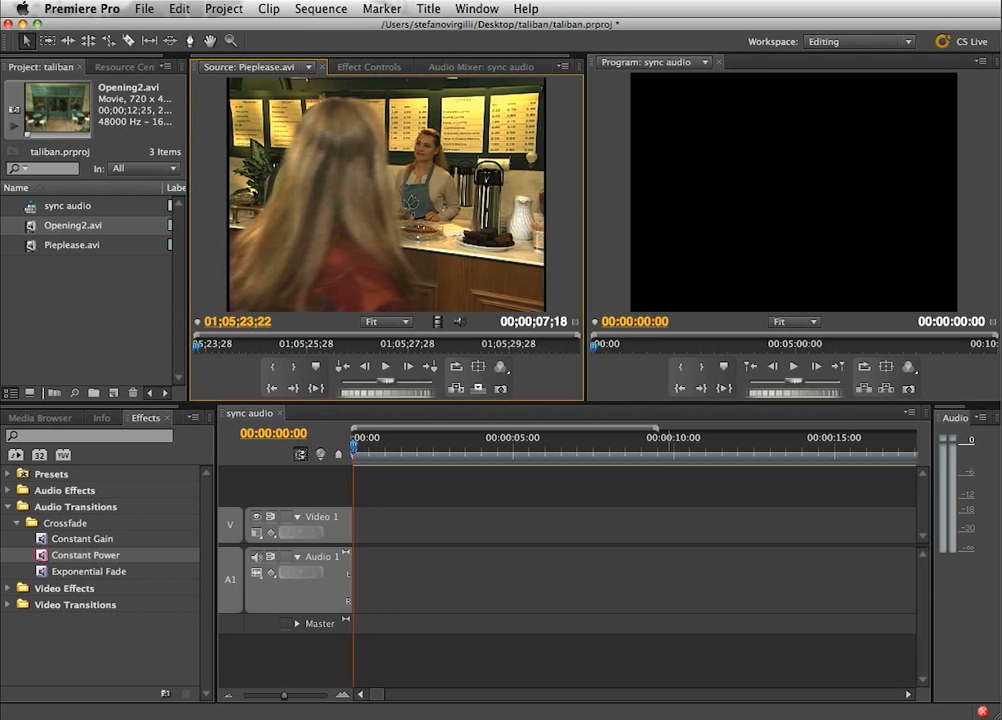 Premiere Pro File Edit Project Clip Sequence Marker Title Window Help
/Users/stefanovirgilli/Desktop/taliban/taliban.prproj *
Workspace: Editing CS Live
Project: taliban Resource Cen
Opening2.avi
Movie, 720 x 4...
00;00;12;25, 2...
48000 Hz - 16...
taliban.prproj 3 Items
In: All
Name Labe
sync audio
Opening2.avi
Pieplease.avi
Source: Pieplease.avi Effect Controls Audio Mixer: sync audio
01;05;23;22 Fit 00;00;07;18
05;23;28 01;05;25;28 01;05;27;28 01;05;29;28
Program: sync audio
00:00:00:00 Fit 00:00:00:00
00:00 00:05:00:00 00:10:
Media Browser Info Effects
Presets
Audio Effects
Audio Transitions
Crossfade
Constant Gain
Constant Power
Exponential Fade
Video Effects
Video Transitions
sync audio
00:00:00:00
:00:00 00:00:05:00 00:00:10:00 00:00:15:00
V Video 1
A1 Audio 1
L
R
Master
Audio
0
-6
-12
-18
-30
-∞